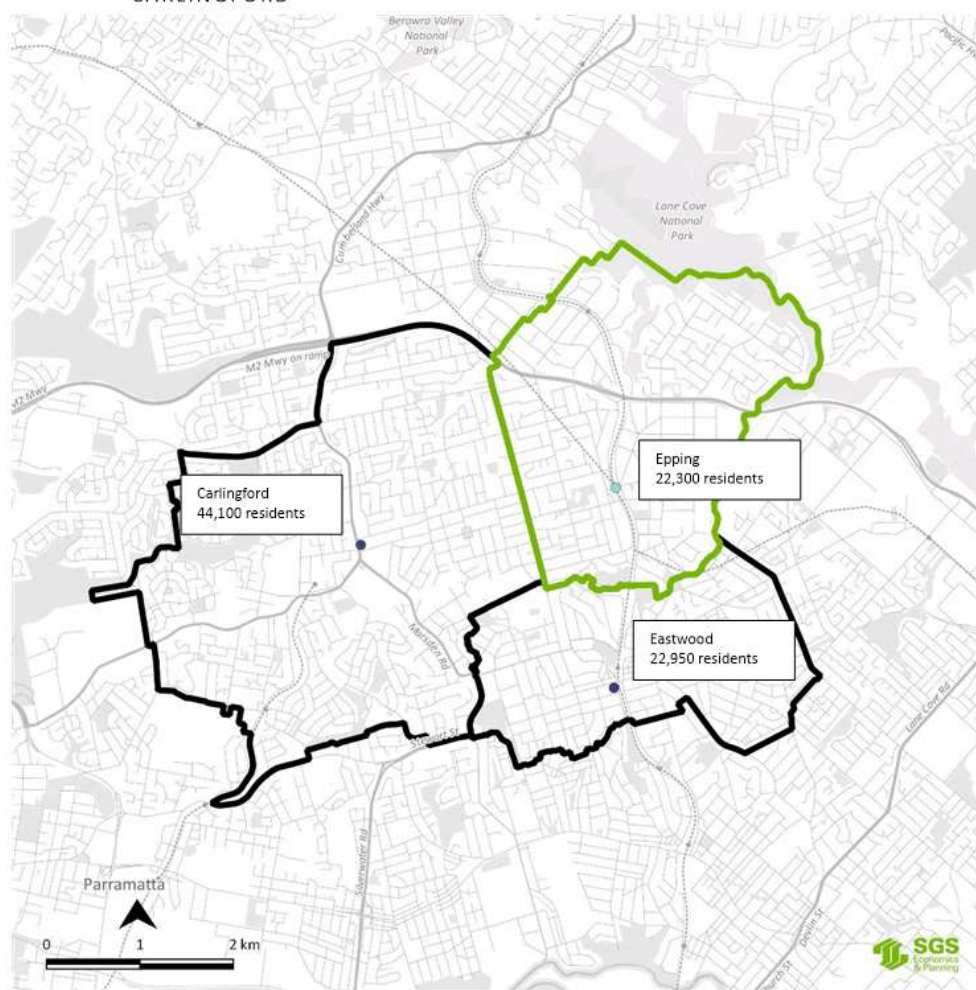 CARLINGFORD
Berowra Valley
National
Park
Pacific Hwy
Cumberland Hwy
Lane Cove
National
Park
M2 Mwy on ramp
M2 Mwy
Epping
22,300 residents
Carlingford
44,100 residents
Marsden Rd
Eastwood
22,950 residents
Lane Cove Rd
Stewart St
Silverwater Rd
Parramatta
0 1 2 km
Devlin St
Church St
SGS
Economics
& Planning